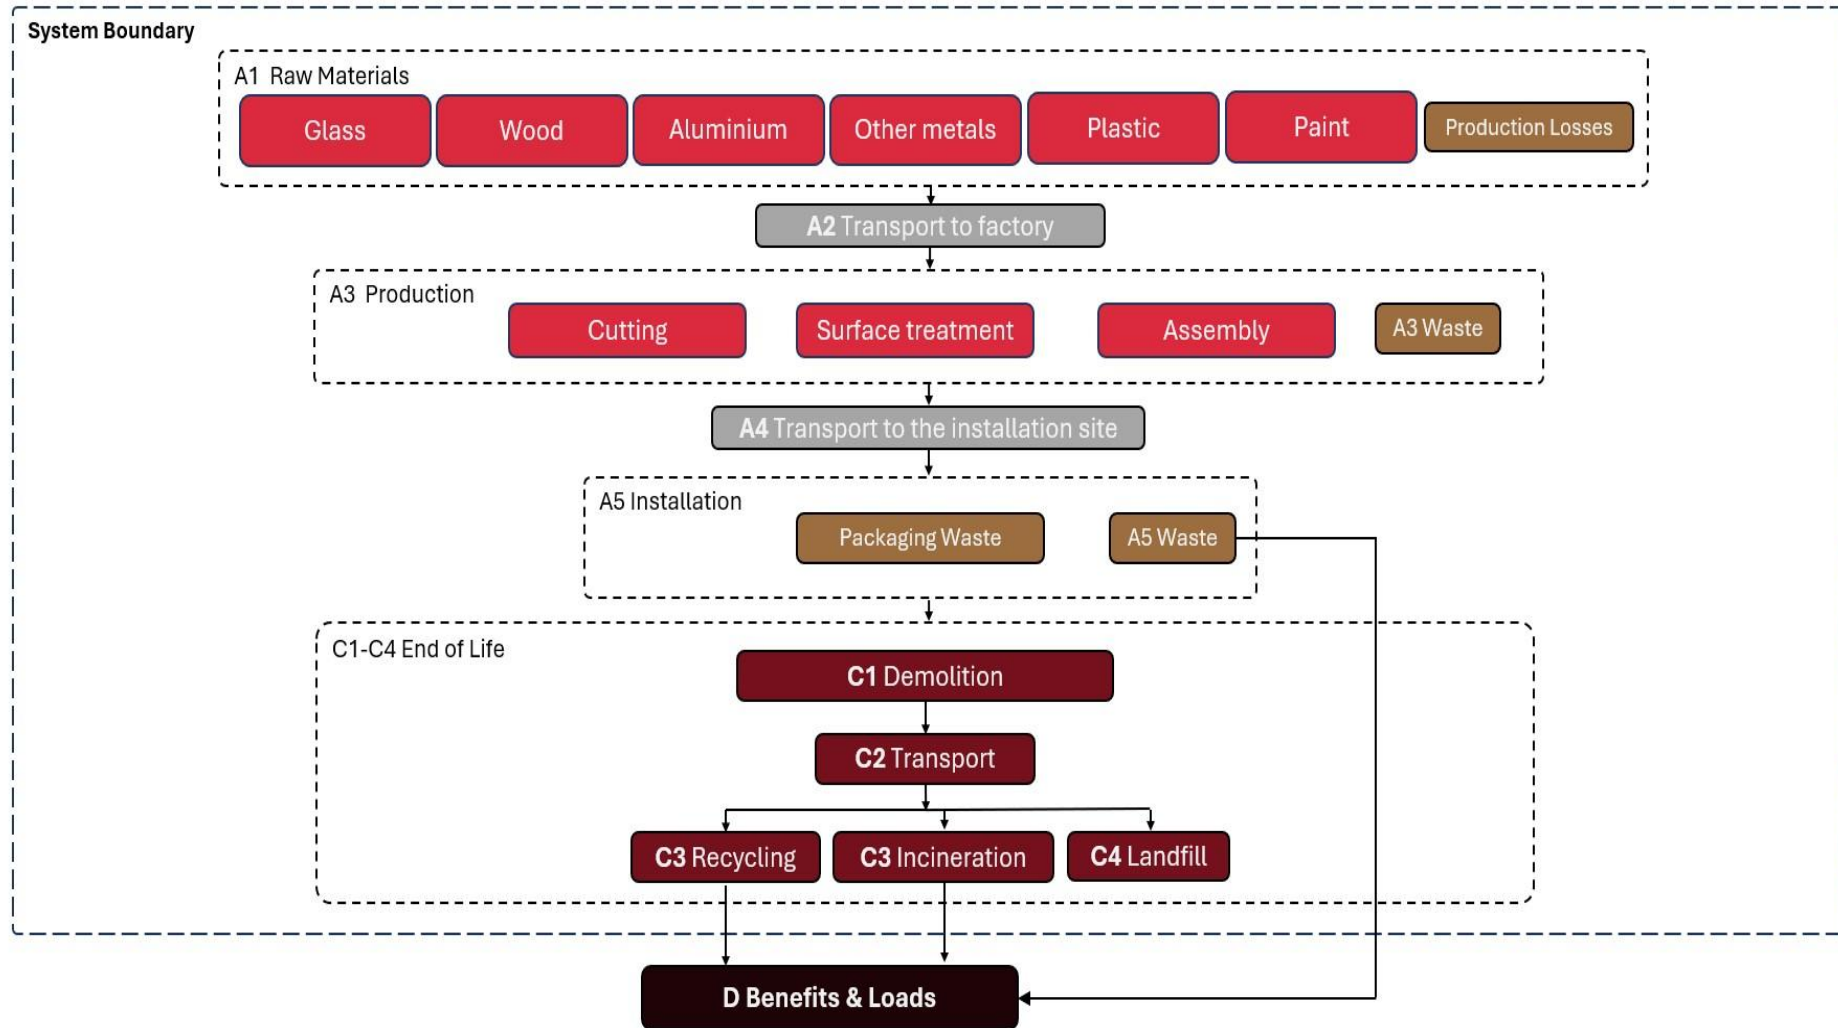 System Boundary
A1 Raw Materials
Glass
Wood
Aluminium
Other metals
Plastic
Paint
Production Losses
A2 Transport to factory
A3 Production
Cutting
Surface treatment
Assembly
A3 Waste
A4 Transport to the installation site
A5 Installation
Packaging Waste
A5 Waste
C1-C4 End of Life
C1 Demolition
C2 Transport
C3 Recycling
C3 Incineration
C4 Landfill
D Benefits & Loads